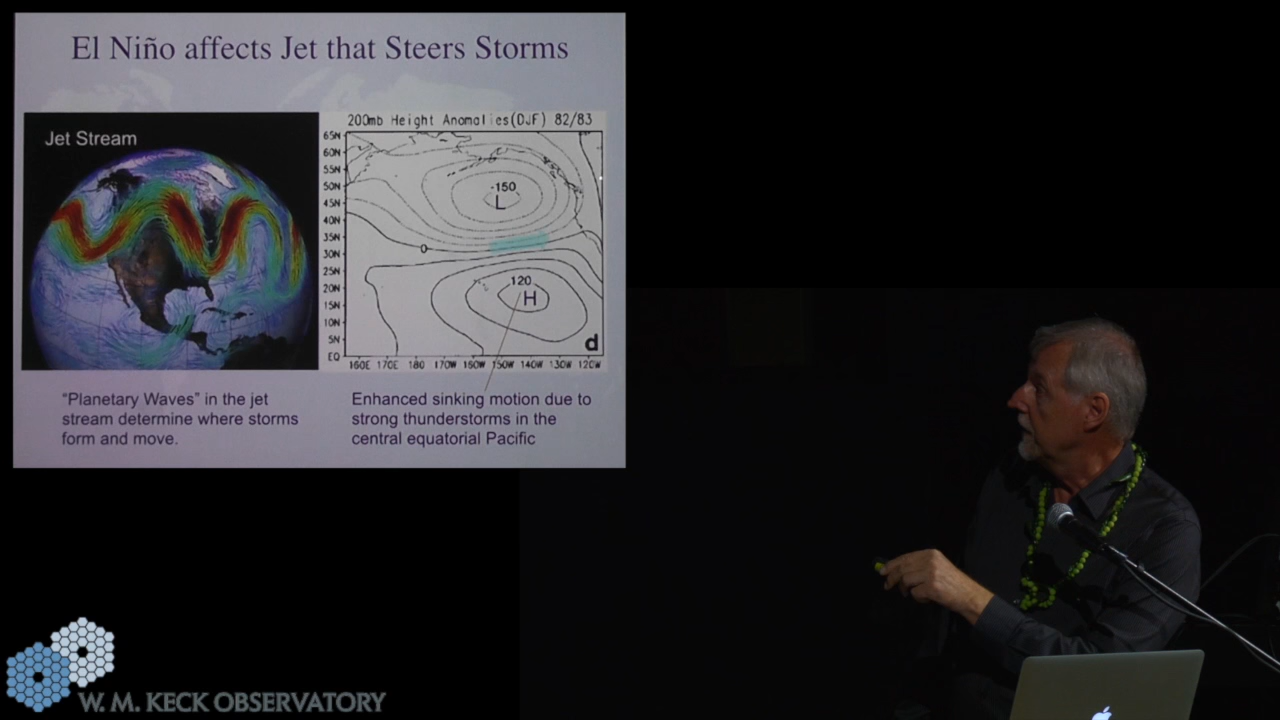 El Niño affects Jet that Steers Storms
Jet Stream
200mb Height Anomalies(DJF) 82/83
65N
60N
55N
50N
45N
40N
35N
30N
25N
20N
15N
10N
5N
EQ
-150
L
0
120
H
d
160E 170E 180 170W 160W 150W 140W 130W 120W
“Planetary Waves” in the jet
stream determine where storms
form and move.
Enhanced sinking motion due to
strong thunderstorms in the
central equatorial Pacific
W. M. KECK OBSERVATORY